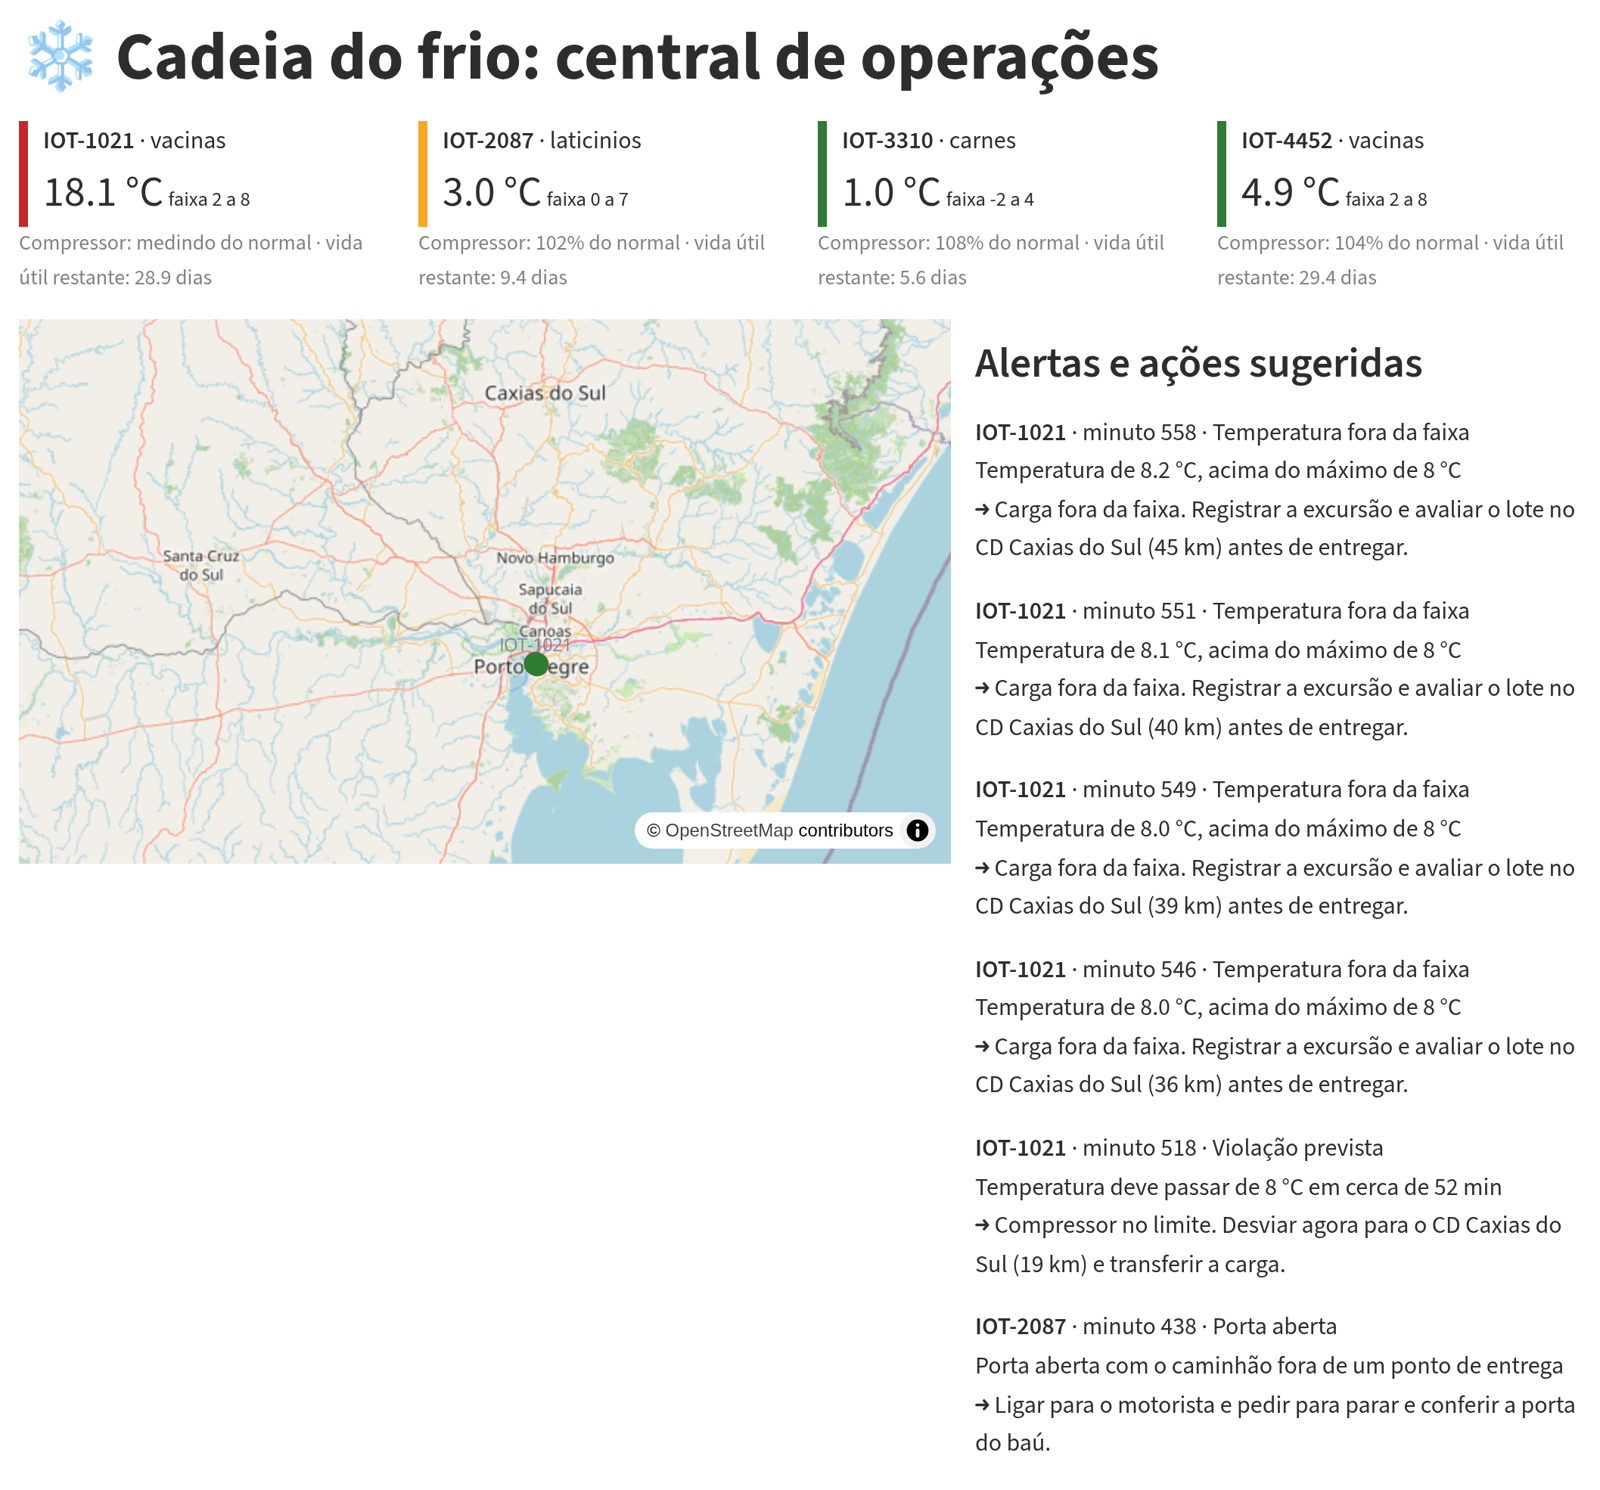 Cadeia do frio: central de operações
IOT-1021 · vacinas
18.1 °C faixa 2 a 8
Compressor: medindo do normal · vida
útil restante: 28.9 dias
IOT-2087 · laticinios
3.0 °C faixa 0 a 7
Compressor: 102% do normal · vida útil
restante: 9.4 dias
IOT-3310 · carnes
1.0 °C faixa -2 a 4
Compressor: 108% do normal · vida útil
restante: 5.6 dias
IOT-4452 · vacinas
4.9 °C faixa 2 a 8
Compressor: 104% do normal · vida útil
restante: 29.4 dias
Caxias do Sul
Santa Cruz
do Sul
Novo Hamburgo
Sapucaia
do Sul
Canoas
IOT-1021
Porto egre
© OpenStreetMap contributors
Alertas e ações sugeridas
IOT-1021 · minuto 558 · Temperatura fora da faixa
Temperatura de 8.2 °C, acima do máximo de 8 °C
→ Carga fora da faixa. Registrar a excursão e avaliar o lote no
CD Caxias do Sul (45 km) antes de entregar.
IOT-1021 · minuto 551 · Temperatura fora da faixa
Temperatura de 8.1 °C, acima do máximo de 8 °C
→ Carga fora da faixa. Registrar a excursão e avaliar o lote no
CD Caxias do Sul (40 km) antes de entregar.
IOT-1021 · minuto 549 · Temperatura fora da faixa
Temperatura de 8.0 °C, acima do máximo de 8 °C
→ Carga fora da faixa. Registrar a excursão e avaliar o lote no
CD Caxias do Sul (39 km) antes de entregar.
IOT-1021 · minuto 546 · Temperatura fora da faixa
Temperatura de 8.0 °C, acima do máximo de 8 °C
→ Carga fora da faixa. Registrar a excursão e avaliar o lote no
CD Caxias do Sul (36 km) antes de entregar.
IOT-1021 · minuto 518 · Violação prevista
Temperatura deve passar de 8 °C em cerca de 52 min
→ Compressor no limite. Desviar agora para o CD Caxias do
Sul (19 km) e transferir a carga.
IOT-2087 · minuto 438 · Porta aberta
Porta aberta com o caminhão fora de um ponto de entrega
→ Ligar para o motorista e pedir para parar e conferir a porta
do baú.